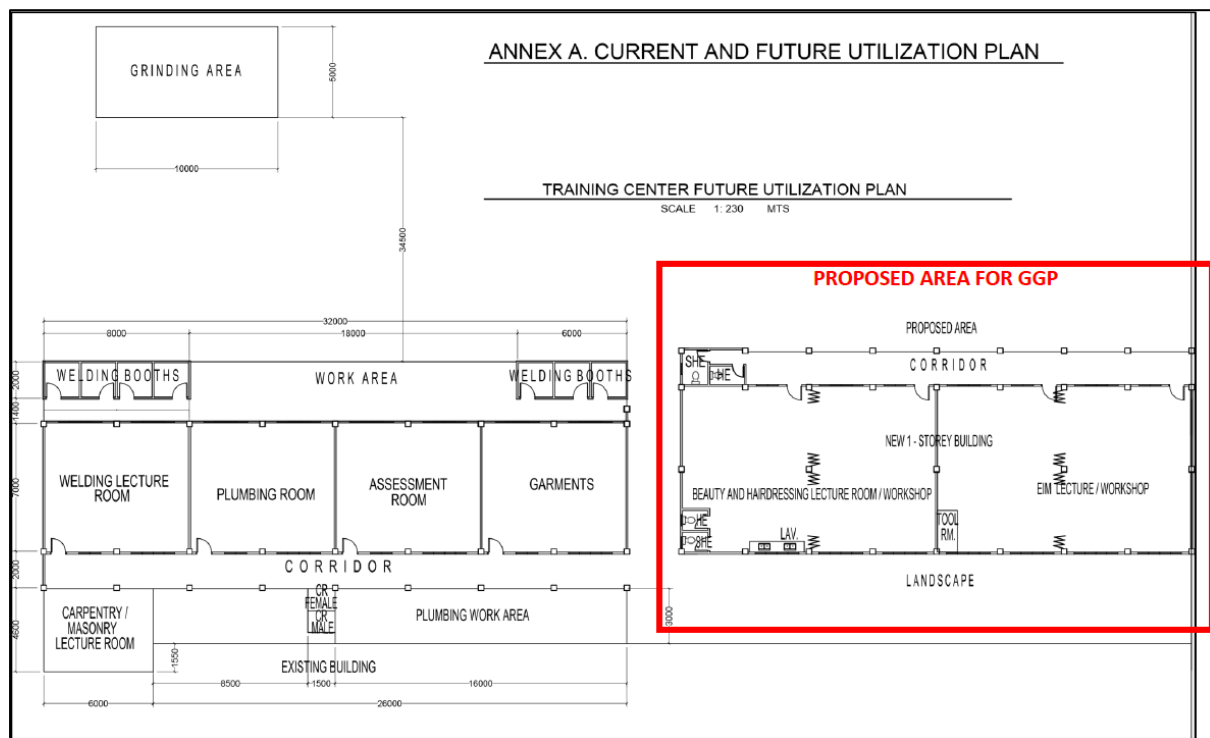 ANNEX A. CURRENT AND FUTURE UTILIZATION PLAN
GRINDING AREA
5000
10000
34500
TRAINING CENTER FUTURE UTILIZATION PLAN
SCALE 1: 230 MTS
PROPOSED AREA FOR GGP
32000
8000
18000
6000
2000
WELDING BOOTHS
WORK AREA
WELDING BOOTHS
1400
WELDING LECTURE
ROOM
PLUMBING ROOM
ASSESSMENT
ROOM
GARMENTS
7000
2000
CORRIDOR
CARPENTRY /
MASONRY
LECTURE ROOM
4600
CR
FEMALE
CR
MALE
PLUMBING WORK AREA
3000
1550
EXISTING BUILDING
8500
1500
16000
6000
26000
PROPOSED AREA
SHE
HE
CORRIDOR
NEW 1 - STOREY BUILDING
BEAUTY AND HAIRDRESSING LECTURE ROOM / WORKSHOP
EIM LECTURE / WORKSHOP
HE
SHE
LAV.
TOOL
RM.
LANDSCAPE